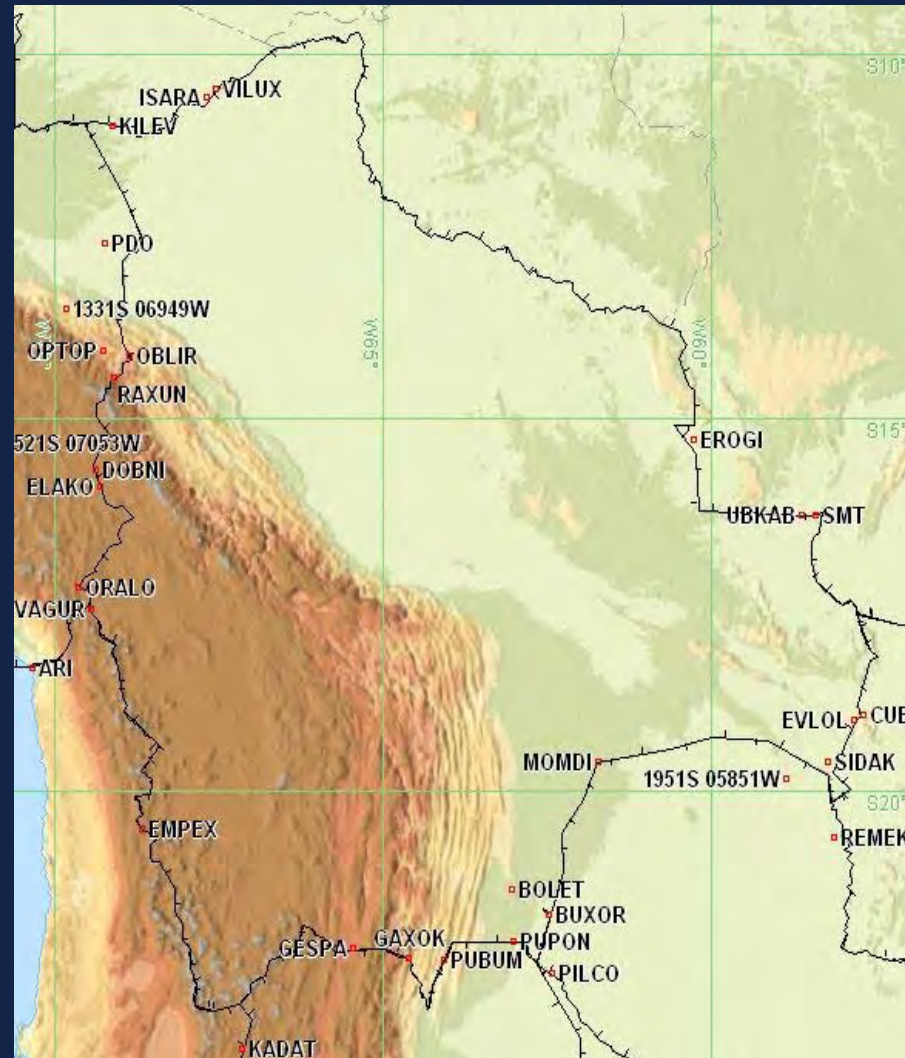 S10°
ISARA
VILUX
KILEV
PDO
1331S 06949W
W65°
W60°
OPTOP
OBLIR
RAXUN
S15°
521S 07053W
DOBNI
EROGI
ELAKO
UBKAB
SMT
ORALO
VAGUR
ARI
EVLOL
CUB
MOMDI
SIDAK
1951S 05851W
S20°
EMPEX
REMEK
BOLET
BUXOR
GAXOK
PUPON
GESPA
PUBUM
PILCO
KADAT